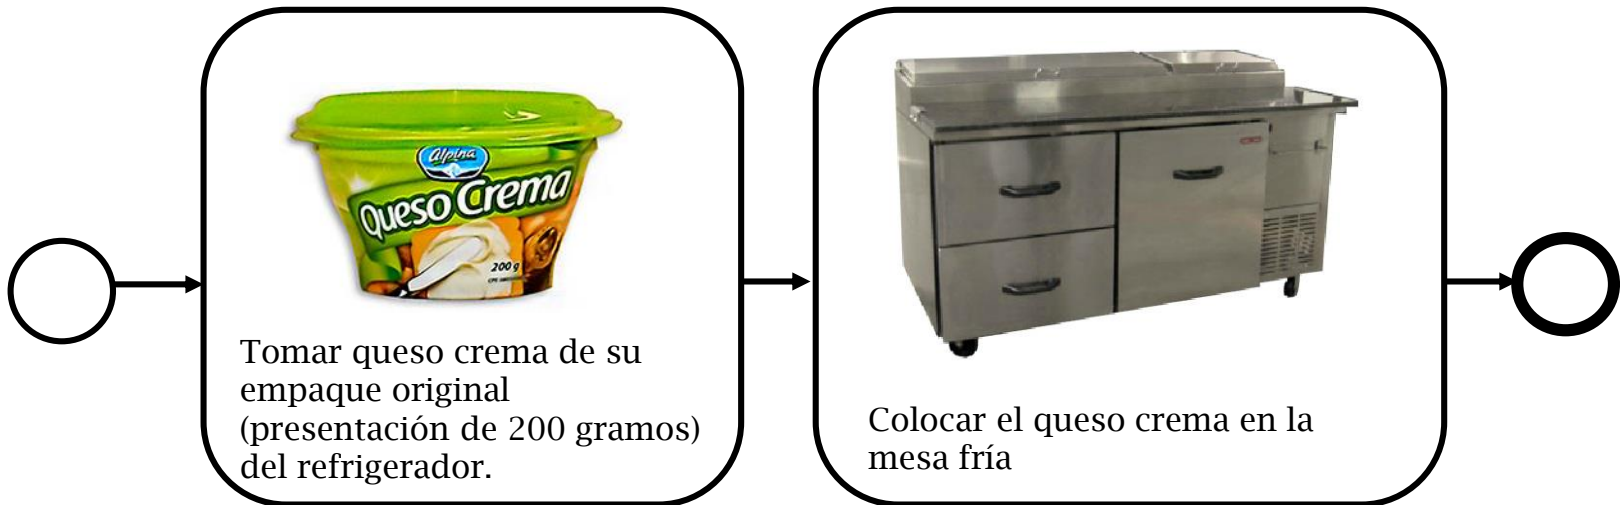 alpina
Queso Crema
200 g
Tomar queso crema de su
empaque original
(presentación de 200 gramos)
del refrigerador.
Colocar el queso crema en la
mesa fría